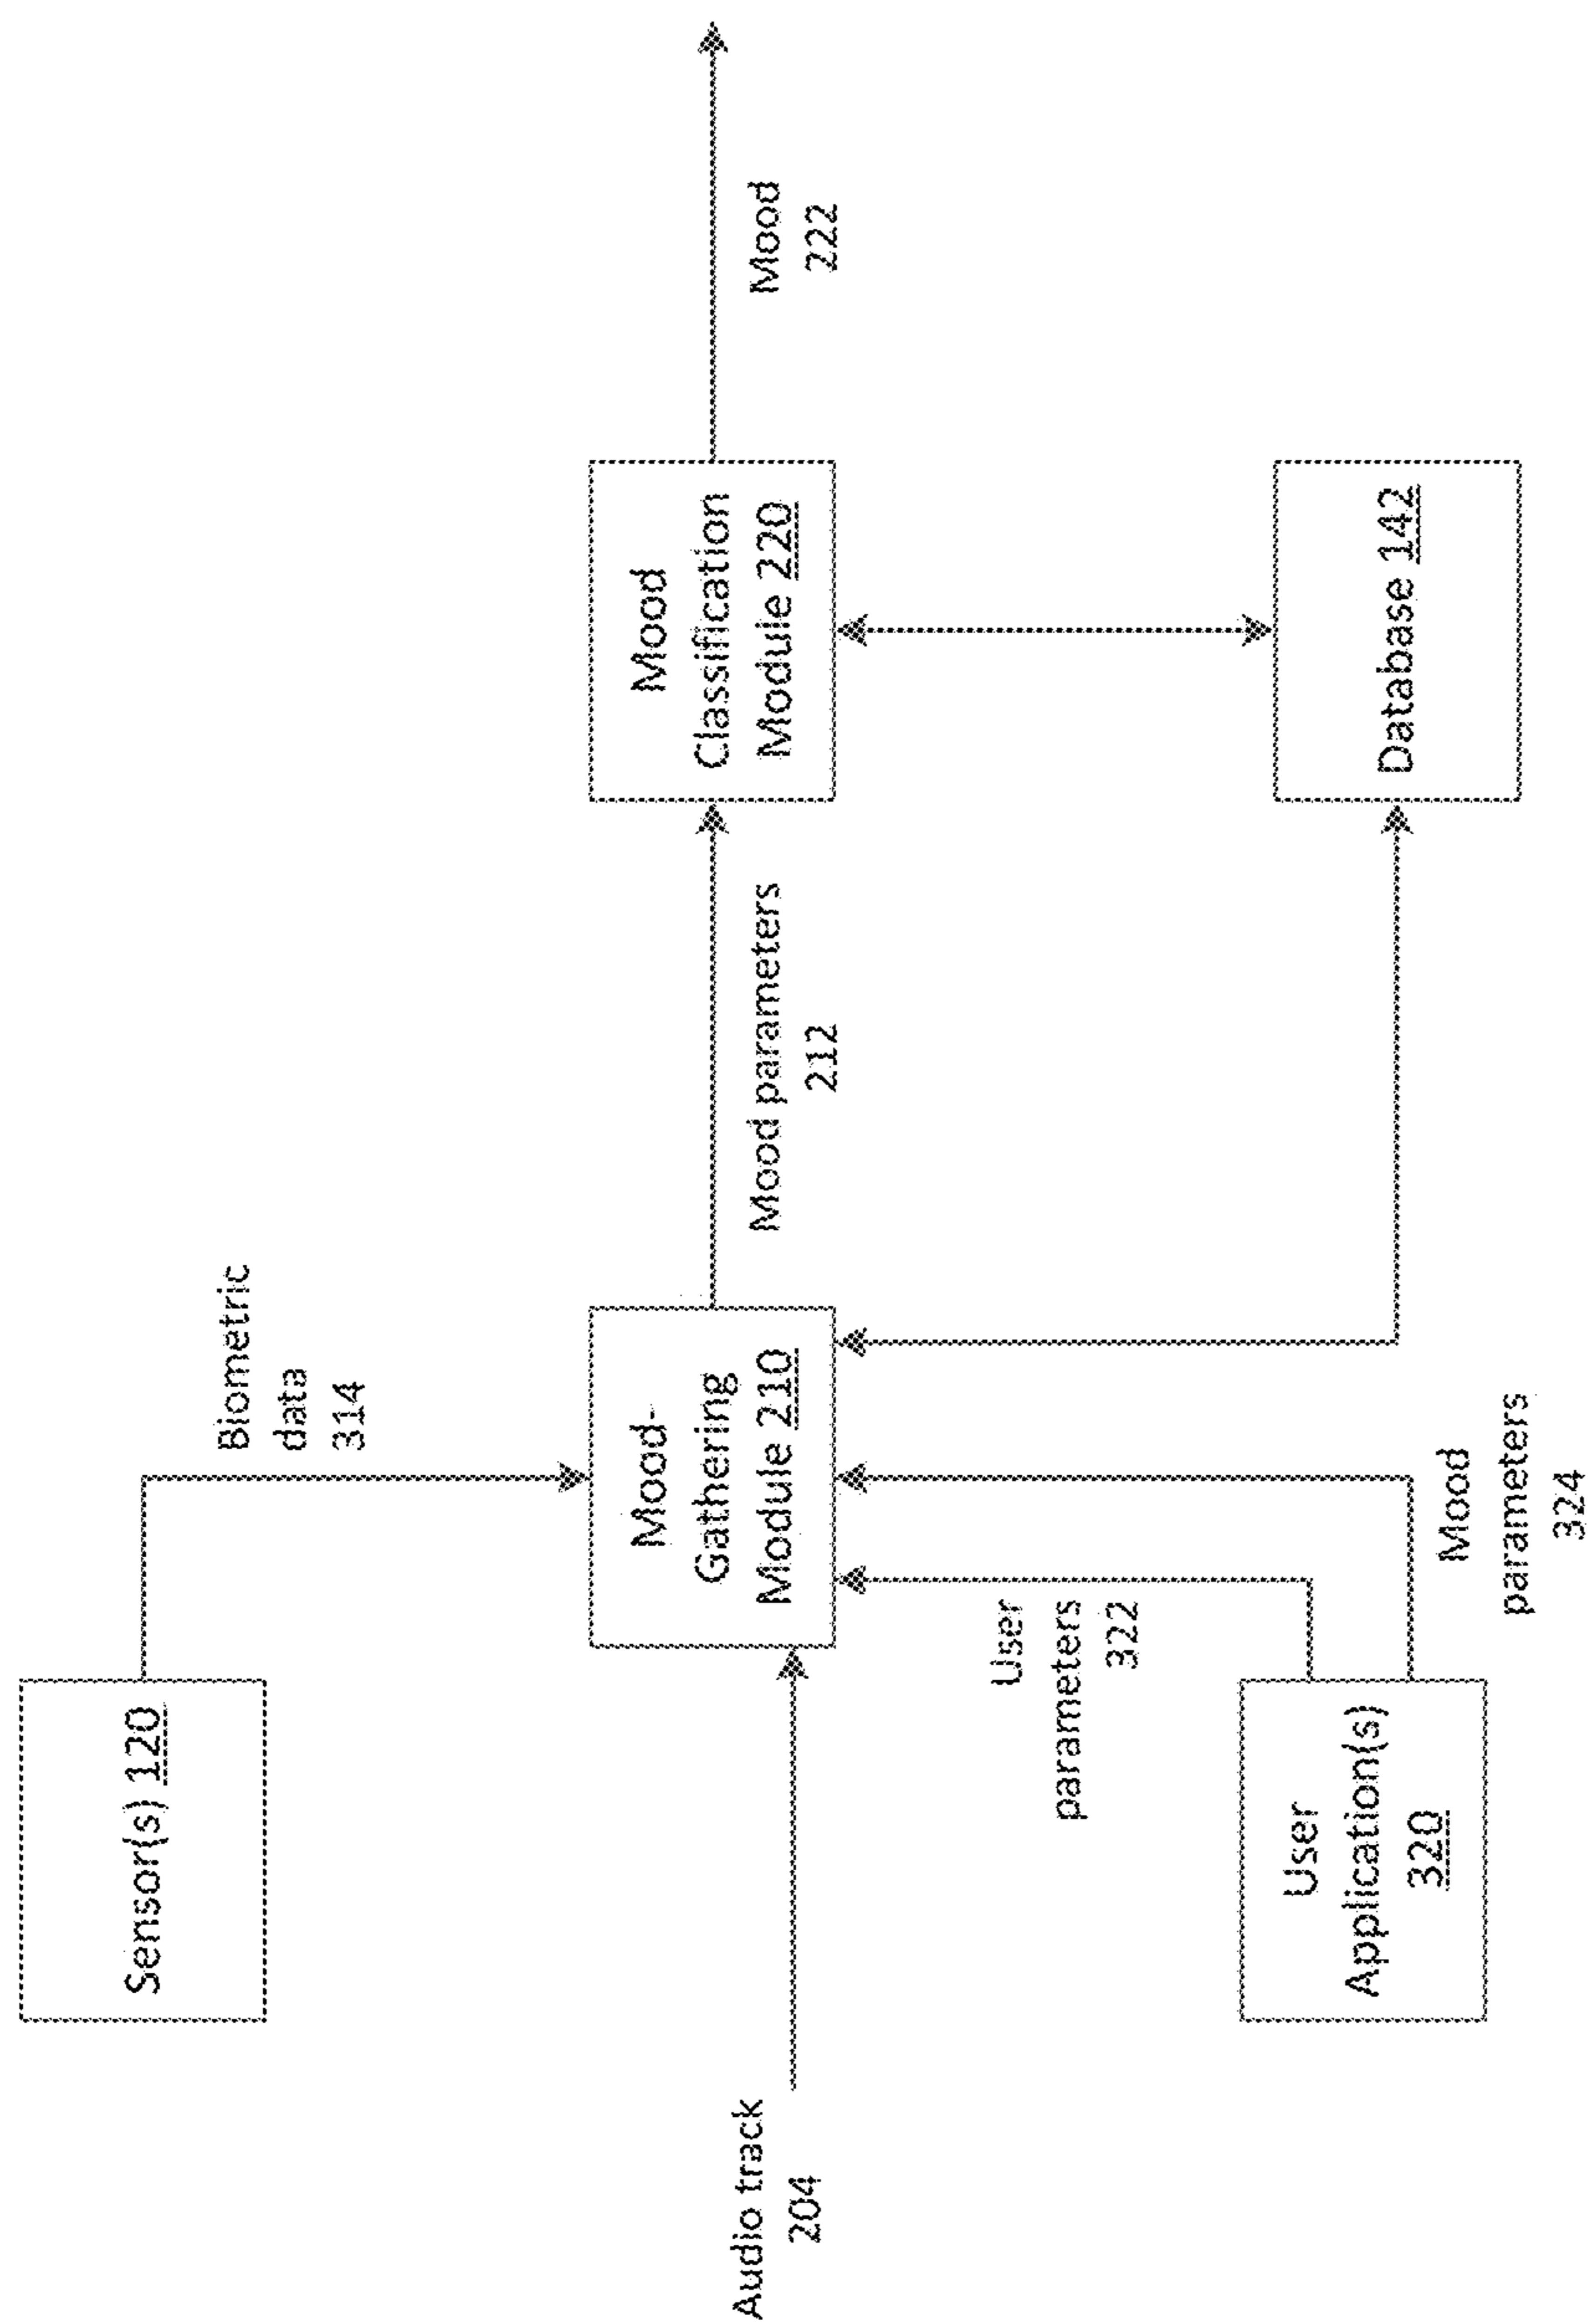 Sensor(s) 120
Biometric
data
314
Audio track
204
Mood-
Gathering
Module 210
Mood parameters
212
Mood
Classification
Module 220
Mood
222
User
parameters
322
User
Application(s)
320
Mood
parameters
324
Database 142